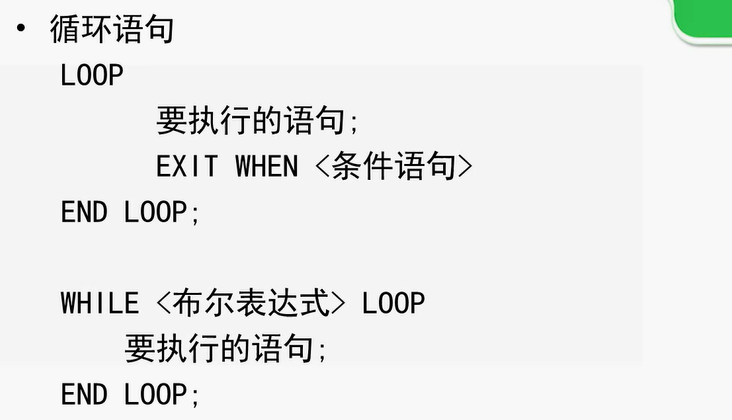 • 循环语句
LOOP
要执行的语句;
EXIT WHEN <条件语句>
END LOOP;
WHILE <布尔表达式> LOOP
要执行的语句;
END LOOP;